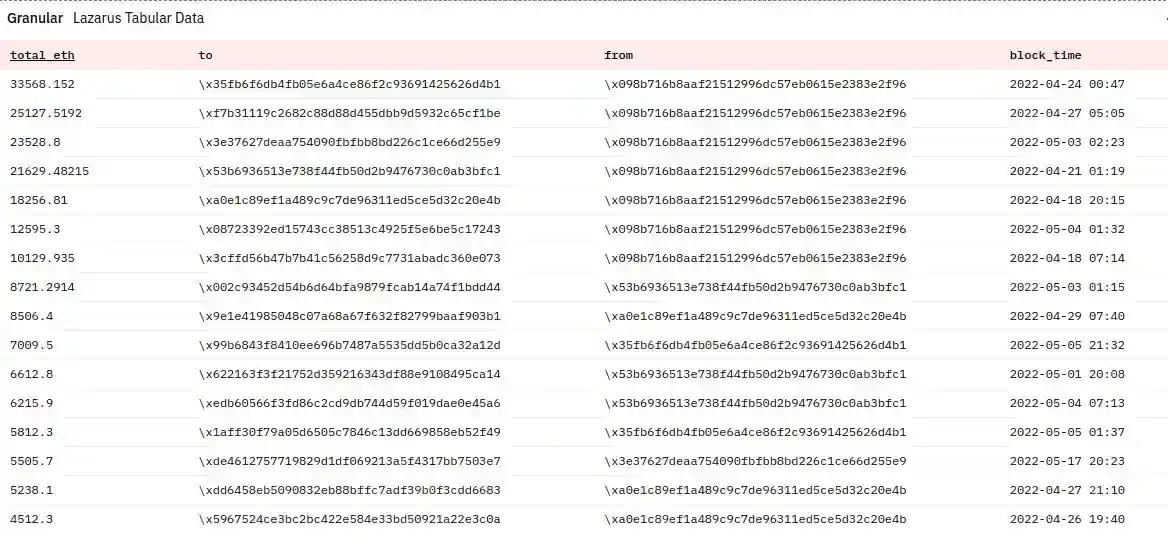 Granular Lazarus Tabular Data
total_eth to from block_time
33568.152 \x35fb6f6db4fb05e6a4ce86f2c93691425626d4b1 \x098b716b8aaf21512996dc57eb0615e2383e2f96 2022-04-24 00:47
25127.5192 \xf7b31119c2682c88d88d455dbb9d5932c65cf1be \x098b716b8aaf21512996dc57eb0615e2383e2f96 2022-04-27 05:05
23528.8 \x3e37627deaa754090fbfbb8bd226c1ce66d255e9 \x098b716b8aaf21512996dc57eb0615e2383e2f96 2022-05-03 02:23
21629.48215 \x53b6936513e738f44fb50d2b9476730c0ab3bfc1 \x098b716b8aaf21512996dc57eb0615e2383e2f96 2022-04-21 01:19
18256.81 \xa0e1c89ef1a489c9c7de96311ed5ce5d32c20e4b \x098b716b8aaf21512996dc57eb0615e2383e2f96 2022-04-18 20:15
12595.3 \x08723392ed15743cc38513c4925f5e6be5c17243 \x098b716b8aaf21512996dc57eb0615e2383e2f96 2022-05-04 01:32
10129.935 \x3cffd56b47b7b41c56258d9c7731abadc360e073 \x098b716b8aaf21512996dc57eb0615e2383e2f96 2022-04-18 07:14
8721.2914 \x002c93452d54b6d64bfa9879fcab14a74f1bdd44 \x53b6936513e738f44fb50d2b9476730c0ab3bfc1 2022-05-03 01:15
8506.4 \x9e1e41985048c07a68a67f632f82799baaf903b1 \xa0e1c89ef1a489c9c7de96311ed5ce5d32c20e4b 2022-04-29 07:40
7009.5 \x99b6843f8410ee696b7487a5535dd5b0ca32a12d \x35fb6f6db4fb05e6a4ce86f2c93691425626d4b1 2022-05-05 21:32
6612.8 \x622163f3f21752d359216343df88e9108495ca14 \x53b6936513e738f44fb50d2b9476730c0ab3bfc1 2022-05-01 20:08
6215.9 \xedb60566f3fd86c2cd9db744d59f019dae0e45a6 \x53b6936513e738f44fb50d2b9476730c0ab3bfc1 2022-05-04 07:13
5812.3 \x1aff30f79a05d6505c7846c13dd669858eb52f49 \x35fb6f6db4fb05e6a4ce86f2c93691425626d4b1 2022-05-05 01:37
5505.7 \xde4612757719829d1df069213a5f4317bb7503e7 \x3e37627deaa754090fbfbb8bd226c1ce66d255e9 2022-05-17 20:23
5238.1 \xdd6458eb5090832eb88bffc7adf39b0f3cdd6683 \xa0e1c89ef1a489c9c7de96311ed5ce5d32c20e4b 2022-04-27 21:10
4512.3 \x5967524ce3bc2bc422e584e33bd50921a22e3c0a \xa0e1c89ef1a489c9c7de96311ed5ce5d32c20e4b 2022-04-26 19:40